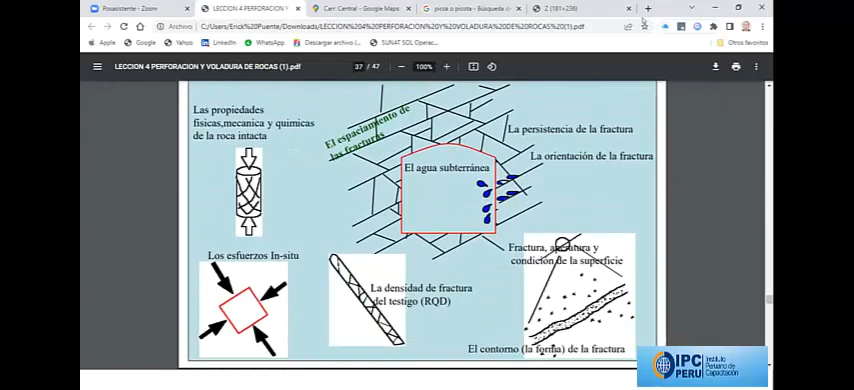 Posasistente - Zoom
LECCION 4 PERFORACION Y V
Carr. Central - Google Maps
picsa o picota - Búsqueda d
Z (181×236)
Archivo
C:/Users/Erick%20Puente/Downloads/LECCION%204%20PERFORACION%20Y%20VOLADURA%20DE%20ROCAS%20(1).pdf
Apple
Google
Yahoo
LinkedIn
WhatsApp
Descargar archivo...
SUNAT SOL Operac...
Otros favoritos
LECCION 4 PERFORACION Y VOLADURA DE ROCAS (1).pdf
37 / 47
100%
Las propiedades
físicas,mecanica y quimicas
de la roca intacta
El espaciamiento de
las fracturas
La persistencia de la fractura
La orientación de la fractura
El agua subterránea
Los esfuerzos In-situ
La densidad de fractura
del testigo (RQD)
Fractura, apertura y
condición de la superficie
El contorno (la forma) de la fractura
IPC
PERÚ
Instituto
Peruano de
Capacitación